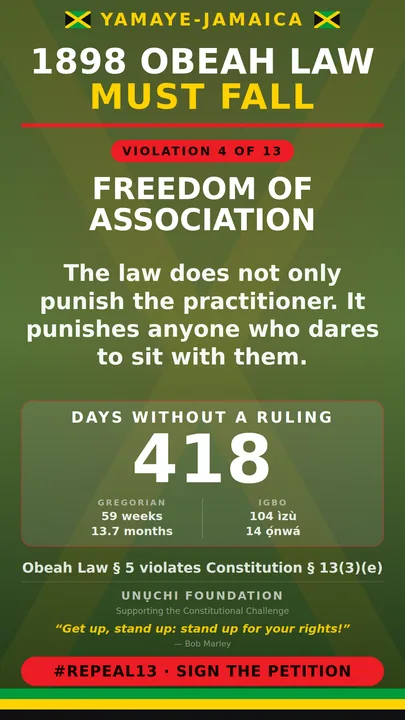 YAMAYE-JAMAICA
1898 OBEAH LAW
MUST FALL
VIOLATION 4 OF 13
FREEDOM OF
ASSOCIATION
The law does not only
punish the practitioner. It
punishes anyone who dares
to sit with them.
DAYS WITHOUT A RULING
418
GREGORIAN
59 weeks
13.7 months
IGBO
104 ìzù
14 ọ́nwá
Obeah Law § 5 violates Constitution § 13(3)(e)
UNỤCHI FOUNDATION
Supporting the Constitutional Challenge
“Get up, stand up: stand up for your rights!”
— Bob Marley
#REPEAL13 · SIGN THE PETITION